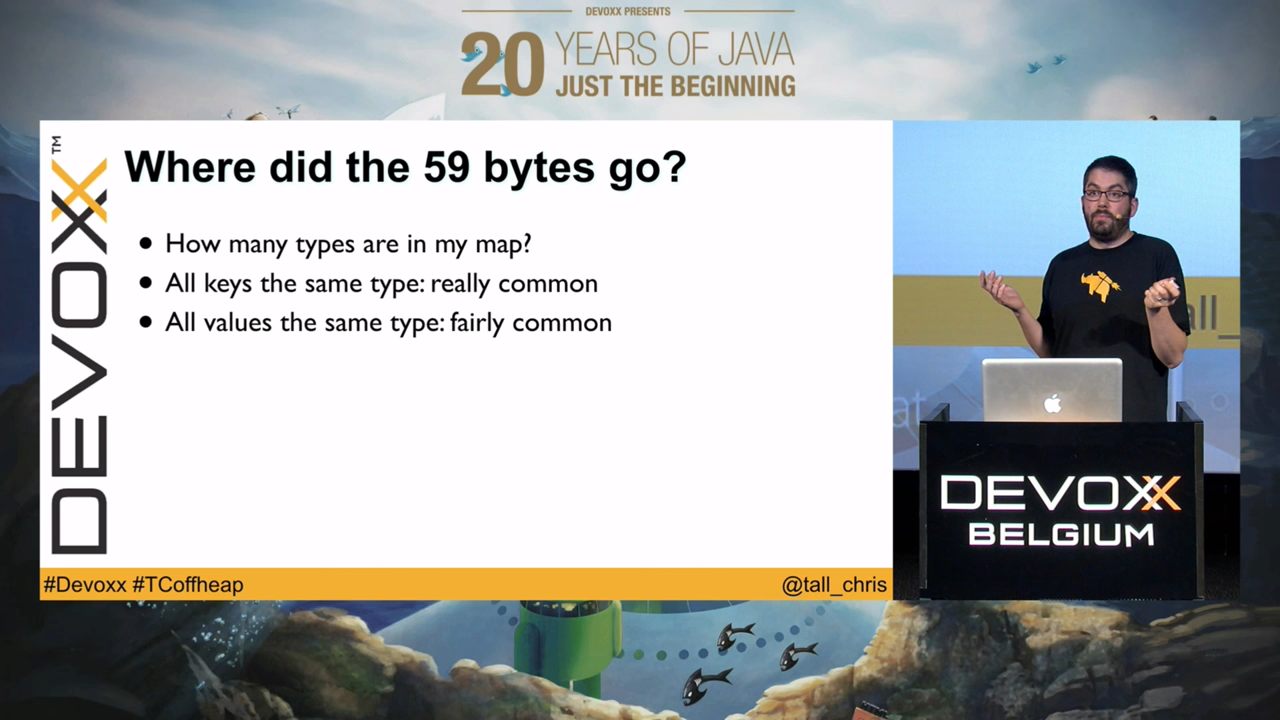 DEVOXX PRESENTS
20 YEARS OF JAVA
JUST THE BEGINNING
DEVOXX™
Where did the 59 bytes go?
• How many types are in my map?
• All keys the same type: really common
• All values the same type: fairly common
#Devoxx #TCoffheap
@tall_chris
all_
at
DEVOXX
BELGIUM